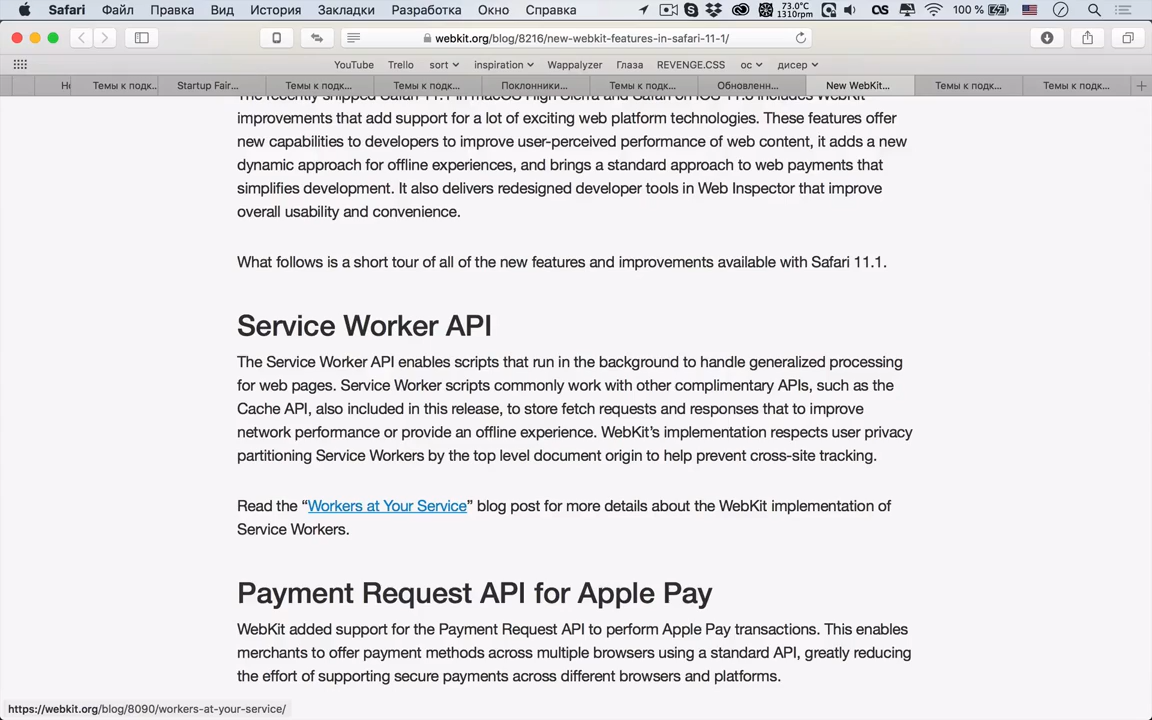 Safari Файл Правка Вид История Закладки Разработка Окно Справка 73.0°C 1310rpm 100 %
webkit.org/blog/8216/new-webkit-features-in-safari-11-1/
YouTube Trello sort inspiration Wappalyzer Глаза REVENGE.CSS ос дисер
Темы к подк. Startup Fair... Темы к подк... Темы к подк... Поклонники... Темы к подк... Обновленн... New WebKit... Темы к подк... Темы к подк...
improvements that add support for a lot of exciting web platform technologies. These features offer
new capabilities to developers to improve user-perceived performance of web content, it adds a new
dynamic approach for offline experiences, and brings a standard approach to web payments that
simplifies development. It also delivers redesigned developer tools in Web Inspector that improve
overall usability and convenience.
What follows is a short tour of all of the new features and improvements available with Safari 11.1.
Service Worker API
The Service Worker API enables scripts that run in the background to handle generalized processing
for web pages. Service Worker scripts commonly work with other complimentary APIs, such as the
Cache API, also included in this release, to store fetch requests and responses that to improve
network performance or provide an offline experience. WebKit’s implementation respects user privacy
partitioning Service Workers by the top level document origin to help prevent cross-site tracking.
Read the “Workers at Your Service” blog post for more details about the WebKit implementation of
Service Workers.
Payment Request API for Apple Pay
WebKit added support for the Payment Request API to perform Apple Pay transactions. This enables
merchants to offer payment methods across multiple browsers using a standard API, greatly reducing
the effort of supporting secure payments across different browsers and platforms.
https://webkit.org/blog/8090/workers-at-your-service/